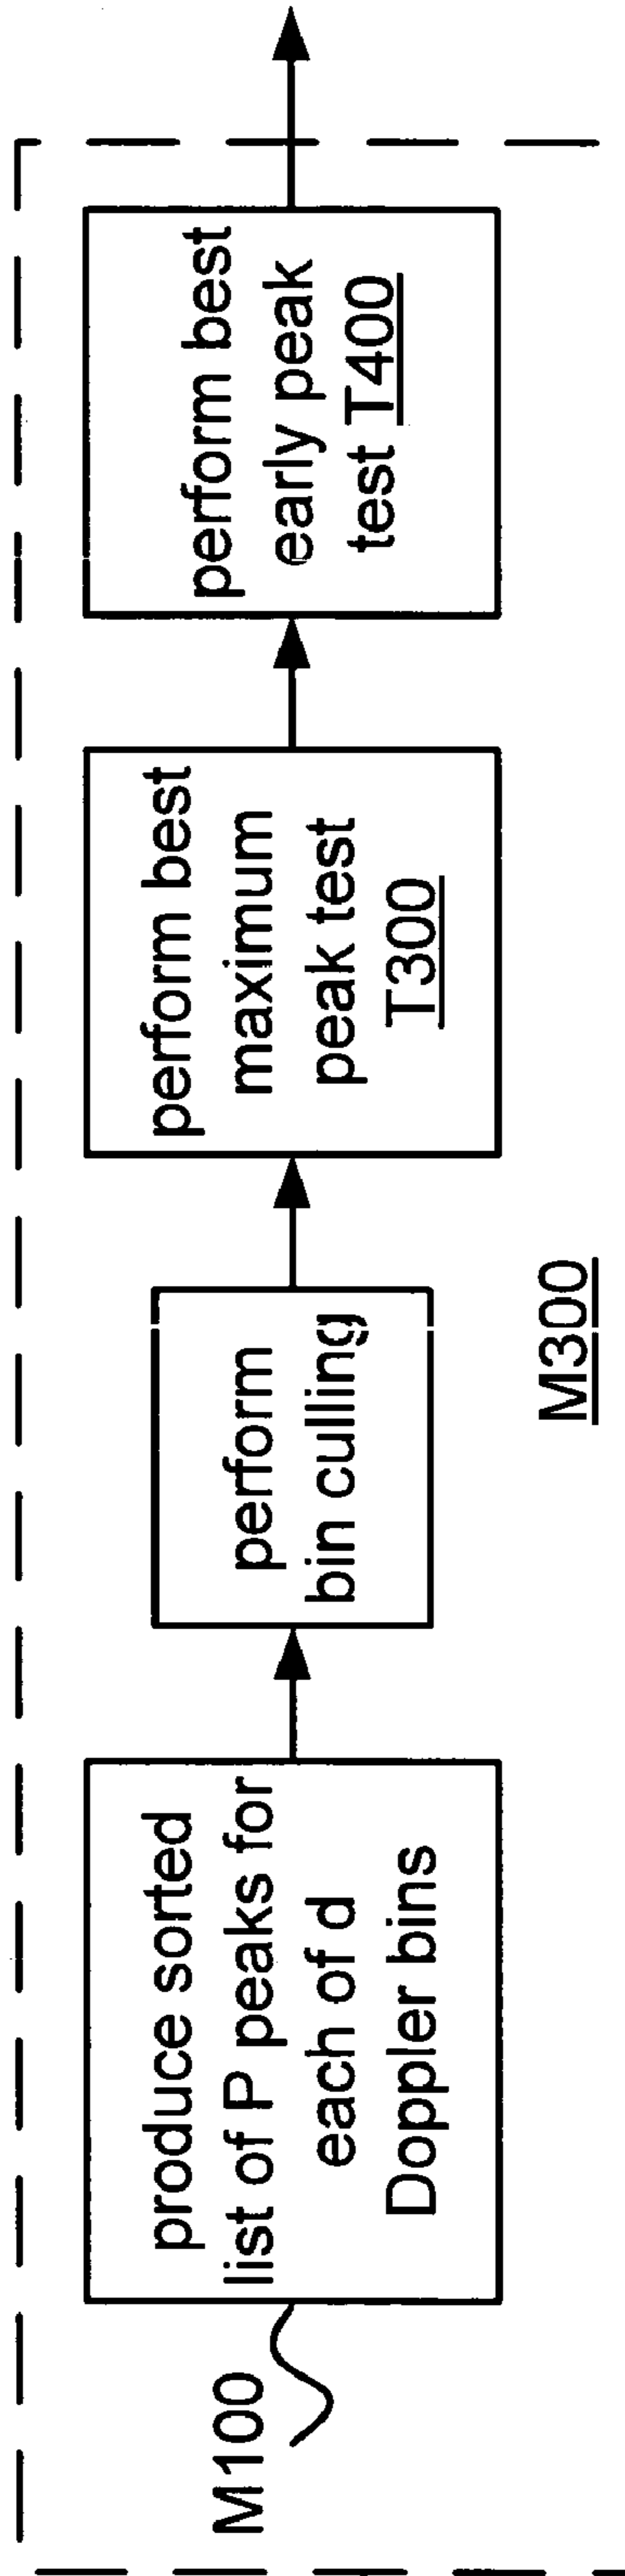 M100
produce sorted
list of P peaks for
each of d
Doppler bins
perform
bin culling
perform best
maximum
peak test
T300
perform best
early peak
test T400
M300